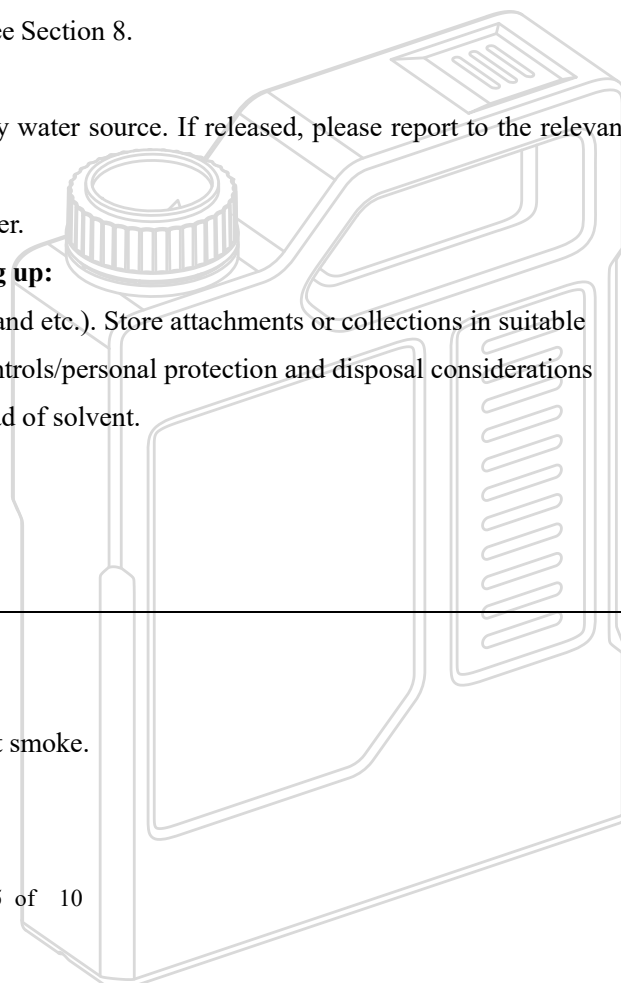 ee Section 8.
y water source. If released, please report to the relevan
er.
g up:
and etc.). Store attachments or collections in suitable
ntrols/personal protection and disposal considerations
ad of solvent.
t smoke.
of 10